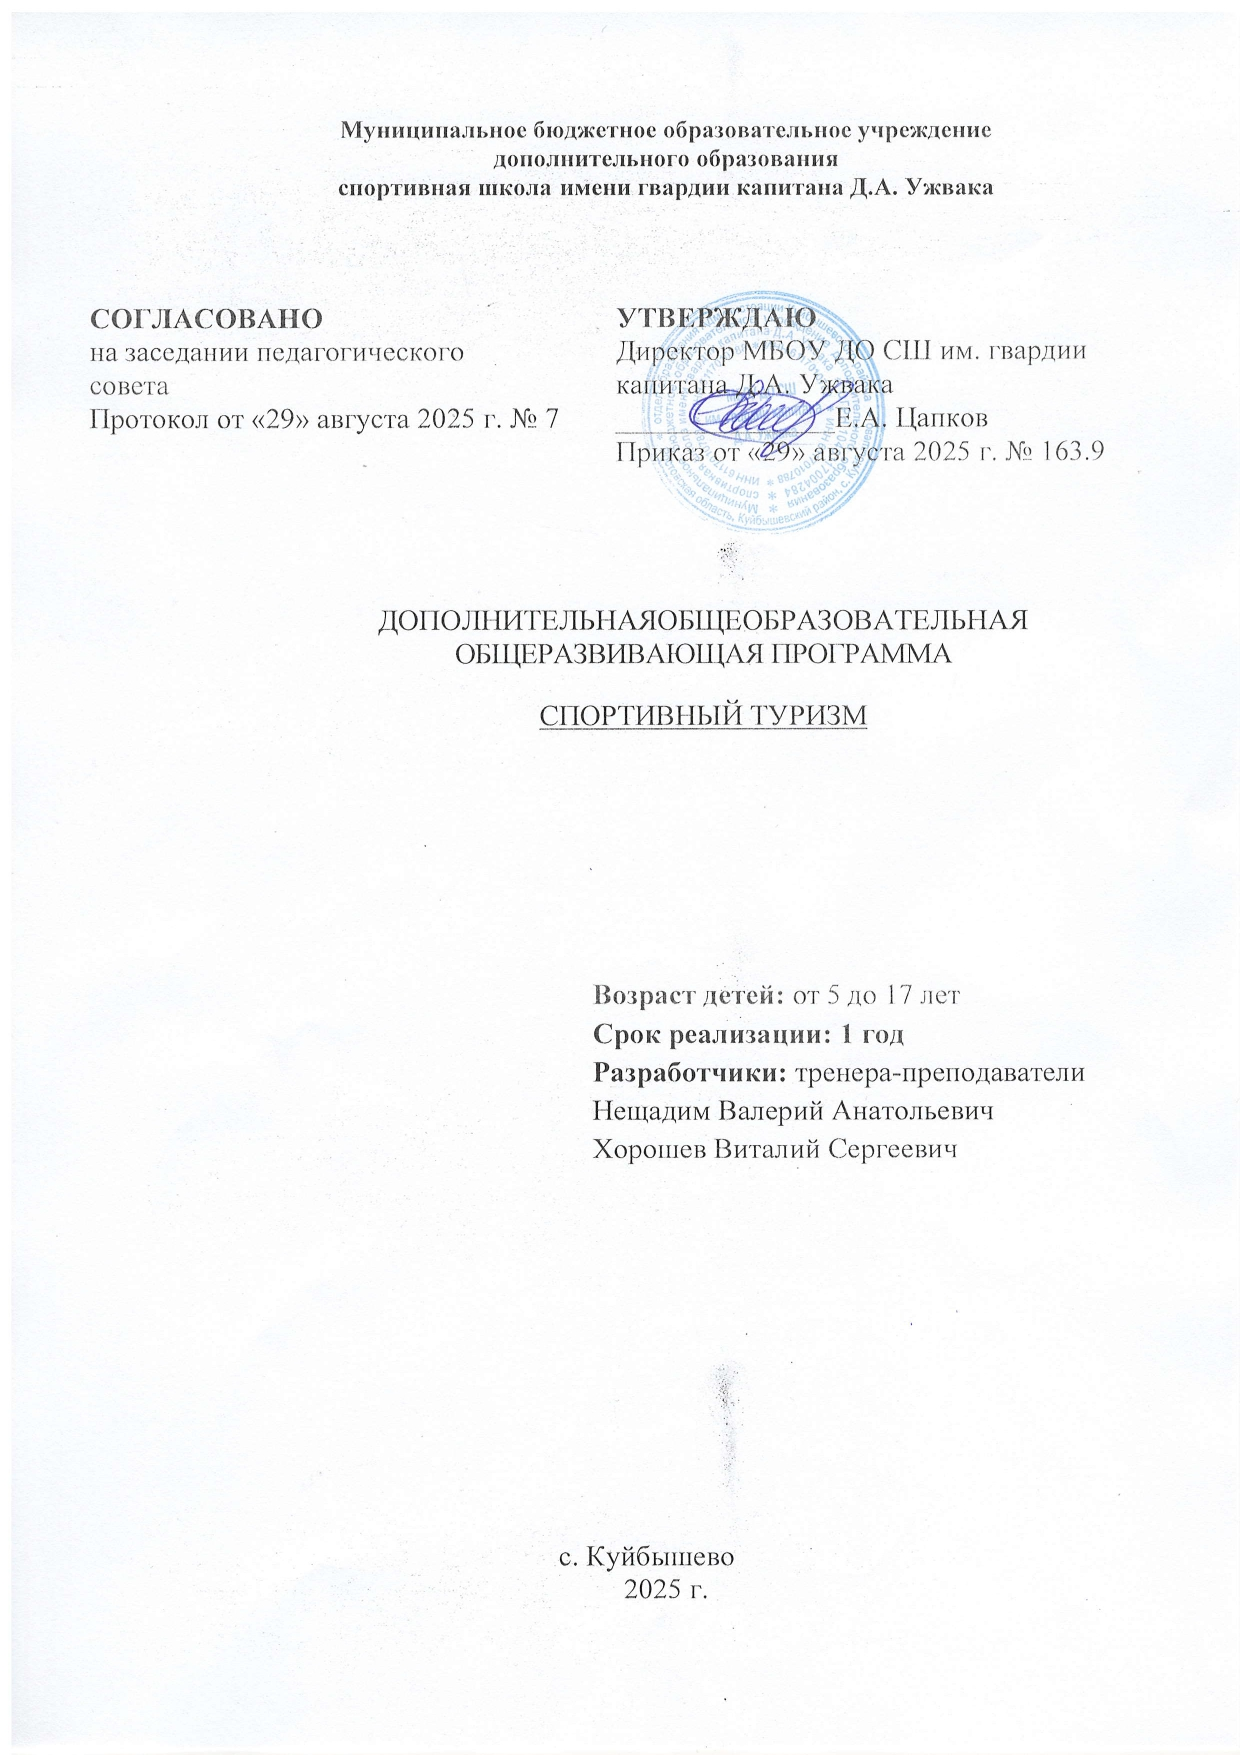 Муниципальное бюджетное образовательное учреждение
дополнительного образования
спортивная школа имени гвардии капитана Д.А. Ужвака
СОГЛАСОВАНО
на заседании педагогического
совета
Протокол от «29» августа 2025 г. № 7
УТВЕРЖДАЮ
Директор МБОУ ДО СШ им. гвардии
капитана Д.А. Ужвака
Е.А. Цапков
Приказ от «29» августа 2025 г. № 163.9
ДОПОЛНИТЕЛЬНАЯОБЩЕОБРАЗОВАТЕЛЬНАЯ
ОБЩЕРАЗВИВАЮЩАЯ ПРОГРАММА
СПОРТИВНЫЙ ТУРИЗМ
Возраст детей: от 5 до 17 лет
Срок реализации: 1 год
Разработчики: тренера-преподаватели
Нещадим Валерий Анатольевич
Хорошев Виталий Сергеевич
с. Куйбышево
2025 г.